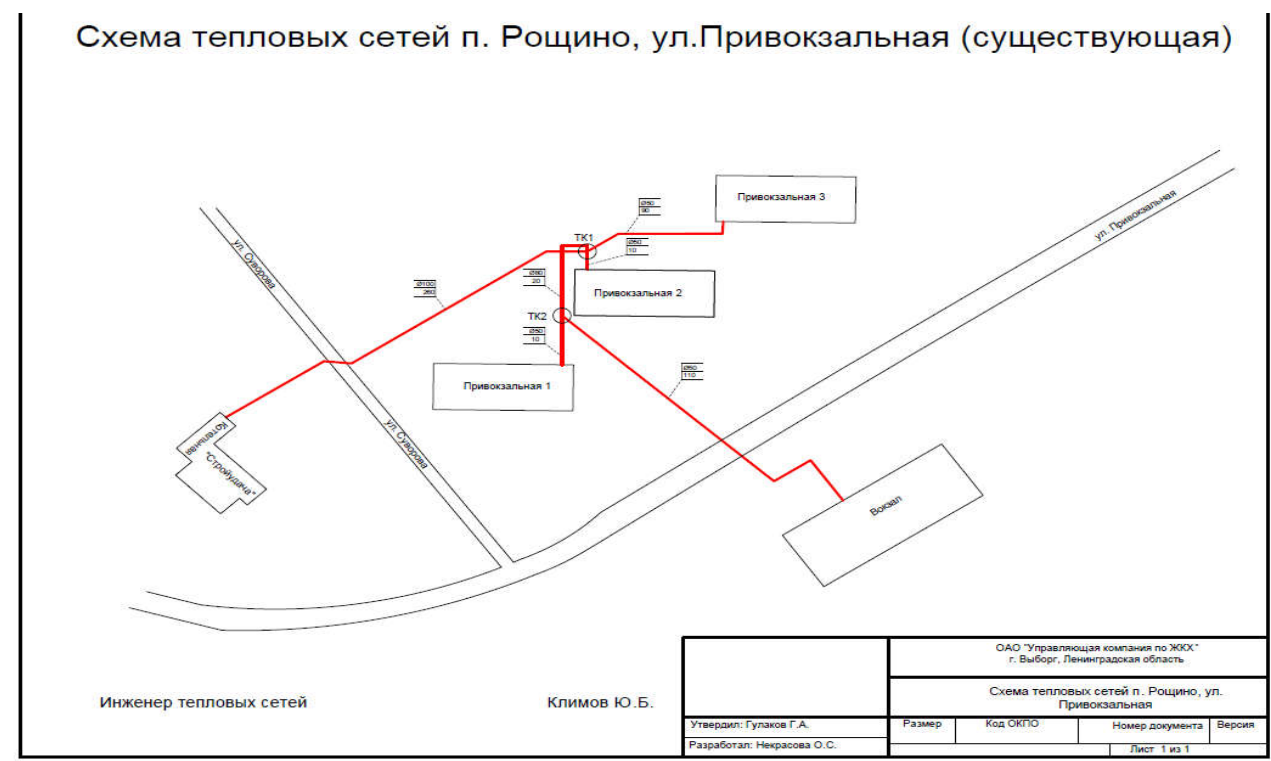 Схема тепловых сетей п. Рощино, ул.Привокзальная (существующая)
Привокзальная 3
Ø50
90
ул. Привокзальная
ул. Суворова
ТК1
Ø50
10
Ø80
20
Привокзальная 2
Ø100
260
ТК2
Ø50
10
Привокзальная 1
Ø50
110
ул. Суворова
Котельная
"Стройудача"
Вокзал
ОАО "Управляющая компания по ЖКХ"
г. Выборг, Ленинградская область
Схема тепловых сетей п. Рощино, ул.
Привокзальная
Инженер тепловых сетей Климов Ю.Б.
Утвердил: Гулаков Г.А.
Размер Код ОКПО Номер документа Версия
Разработал: Некрасова О.С.
Лист 1 из 1